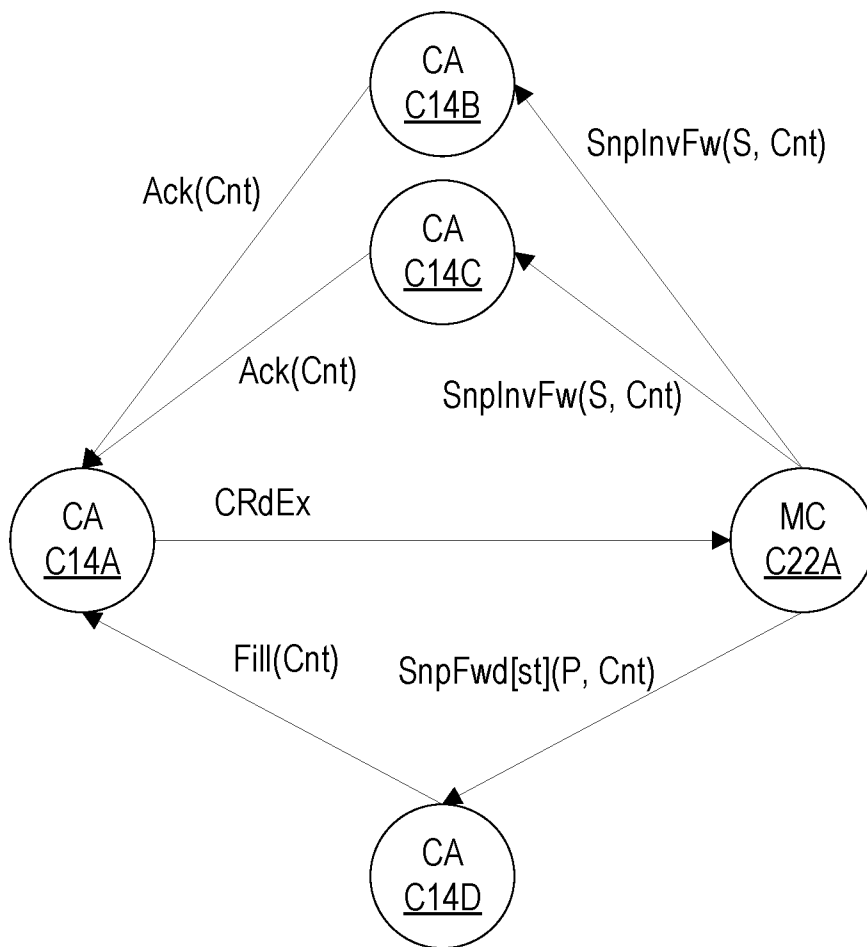 CA
C14B
SnpInvFw(S, Cnt)
Ack(Cnt)
CA
C14C
Ack(Cnt)
SnpInvFw(S, Cnt)
CA
C14A
CRdEx
MC
C22A
Fill(Cnt)
SnpFwd[st](P, Cnt)
CA
C14D